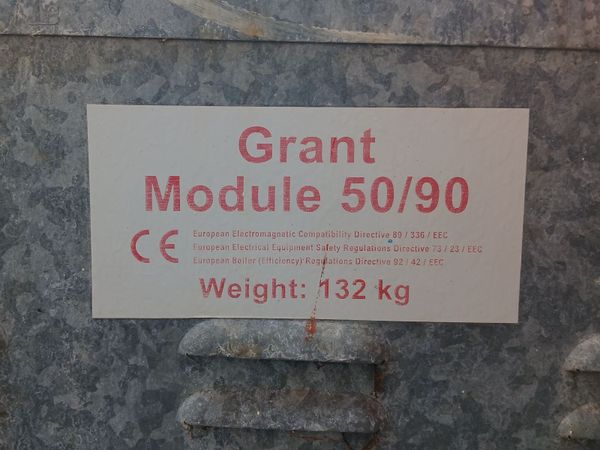 Grant
Module 50/90
CE
European Electromagnetic Compatibility Directive 89 / 336 / EEC
European Electrical Equipment Safety Regulations Directive 73 / 23 / EEC
European Boiler (Efficiency) Regulations Directive 92 / 42 / EEC
Weight: 132 kg